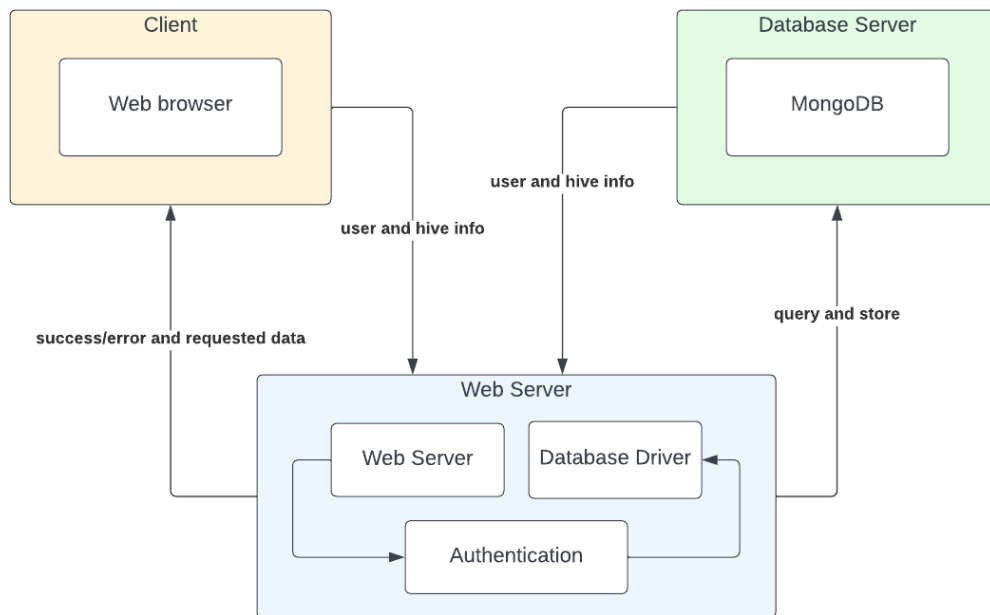 Client
Database Server
Web browser
MongoDB
user and hive info
user and hive info
query and store
success/error and requested data
Web Server
Web Server
Database Driver
Authentication